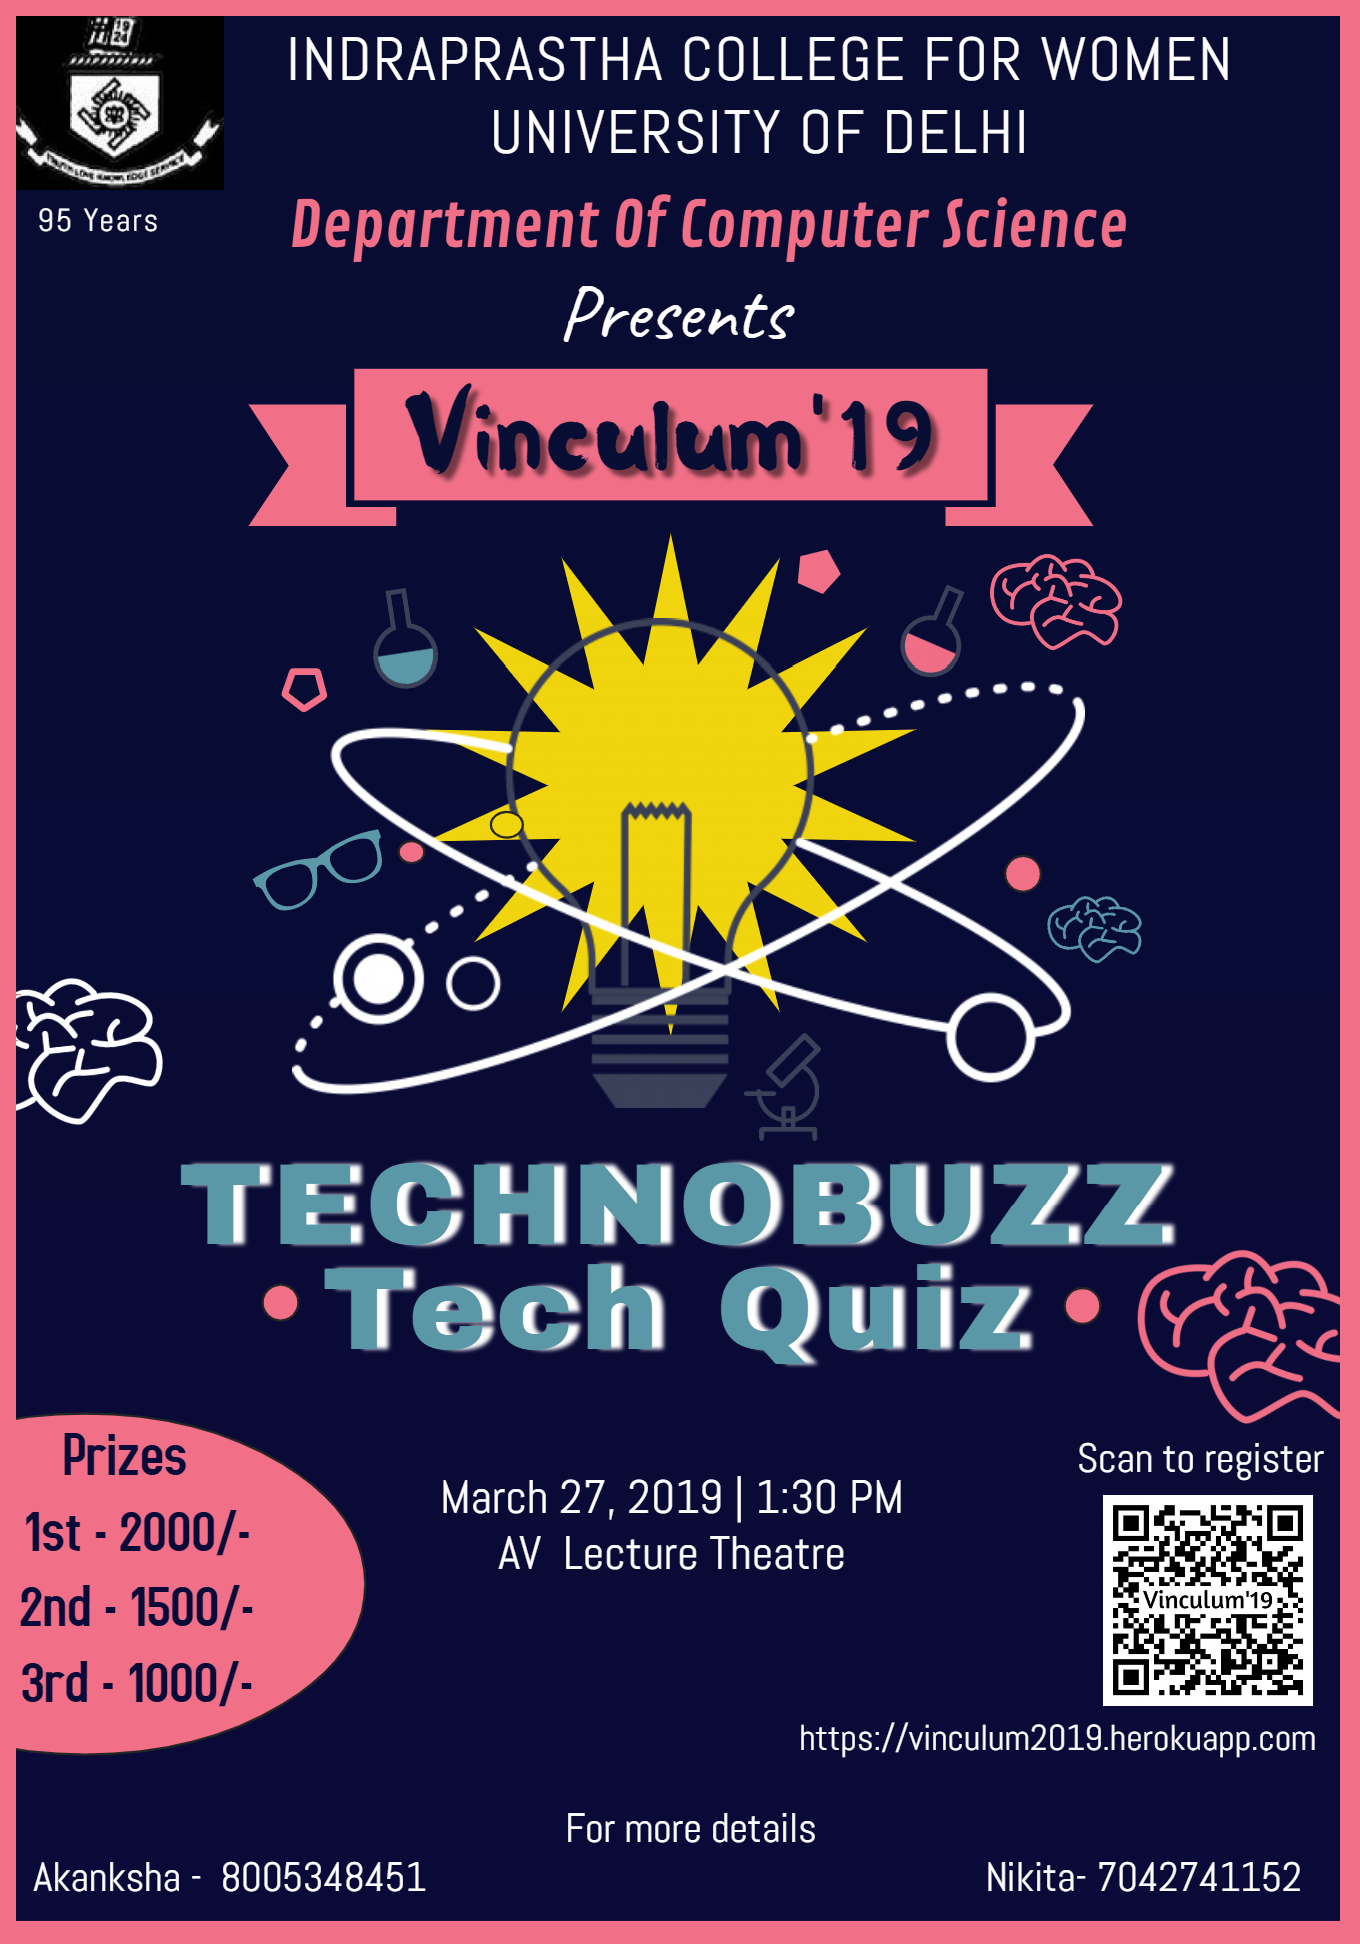 INDRAPRASTHA COLLEGE FOR WOMEN
UNIVERSITY OF DELHI
95 Years
Department Of Computer Science
Presents
Vinculum'19
TECHNOBUZZ
Tech Quiz
Prizes
1st - 2000/-
2nd - 1500/-
3rd - 1000/-
March 27, 2019 | 1:30 PM
AV Lecture Theatre
Scan to register
Vinculum'19
https://vinculum2019.herokuapp.com
For more details
Akanksha - 8005348451
Nikita- 7042741152